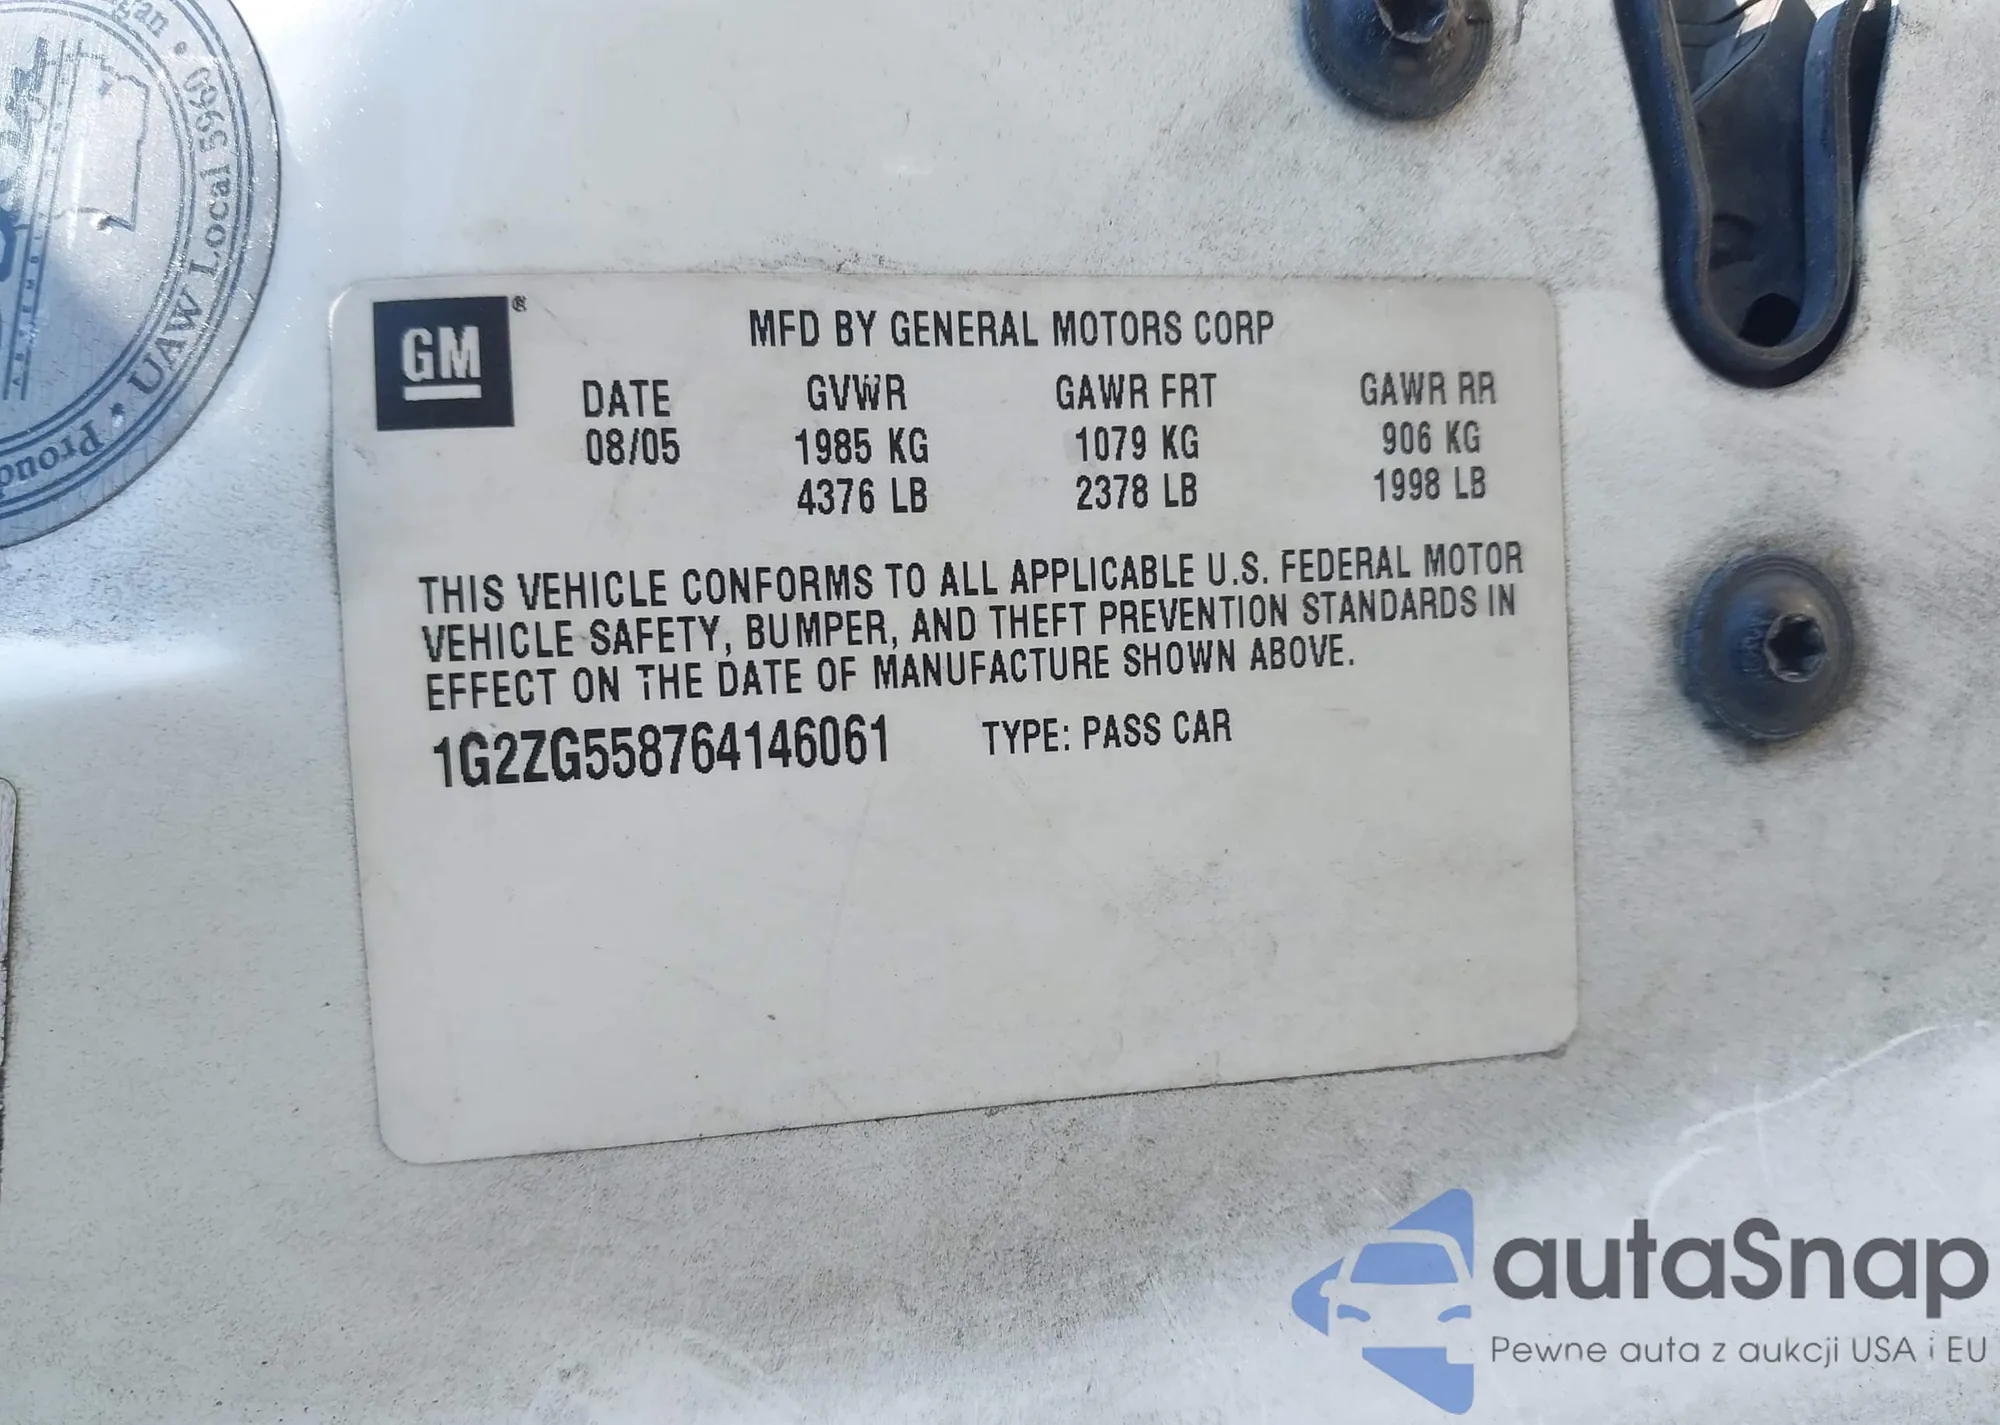 gan • UAW Local 5960 • Proud
ASSEMBL
GM®
MFD BY GENERAL MOTORS CORP
DATE GVWR GAWR FRT GAWR RR
08/05 1985 KG 1079 KG 906 KG
4376 LB 2378 LB 1998 LB
THIS VEHICLE CONFORMS TO ALL APPLICABLE U.S. FEDERAL MOTOR
VEHICLE SAFETY, BUMPER, AND THEFT PREVENTION STANDARDS IN
EFFECT ON THE DATE OF MANUFACTURE SHOWN ABOVE.
1G2ZG558764146061 TYPE: PASS CAR
autaSnap
Pewne auta z aukcji USA i EU